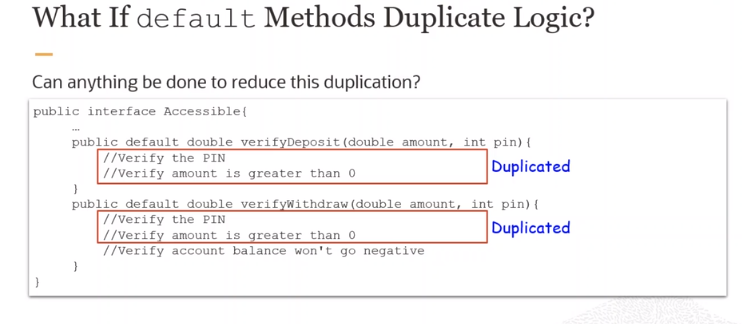 What If default Methods Duplicate Logic?
Can anything be done to reduce this duplication?
public interface Accessible{
…
public default double verifyDeposit(double amount, int pin){
//Verify the PIN
//Verify amount is greater than 0
Duplicated
}
public default double verifyWithdraw(double amount, int pin){
//Verify the PIN
//Verify amount is greater than 0
Duplicated
//Verify account balance won't go negative
}
}